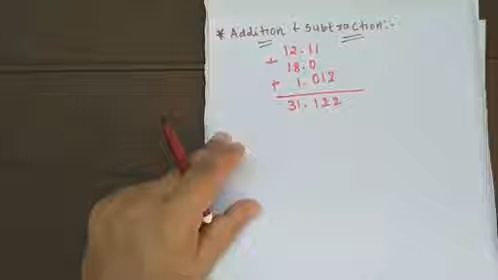 * Addition & subtraction:-
12.11
+ 18.0
+ 1.012
31.122